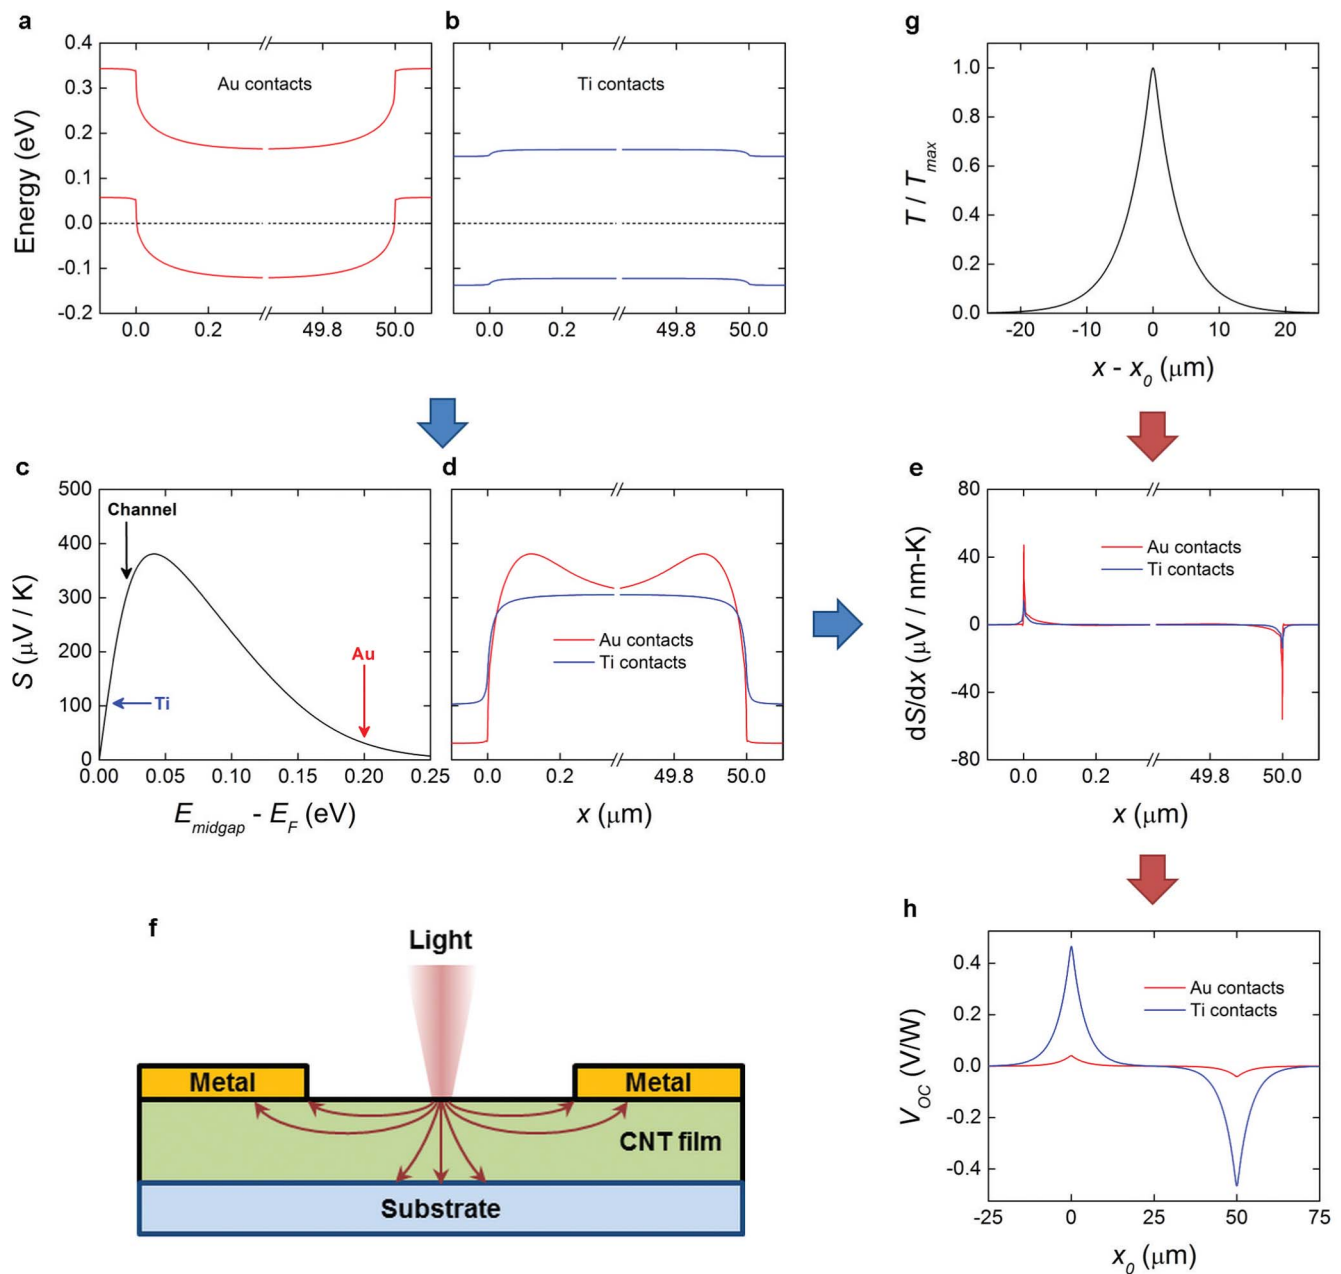 a
b
g
0.4
0.3
0.2
0.1
0.0
-0.1
-0.2
Energy (eV)
Au contacts
Ti contacts
0.0 0.2 49.8 50.0
0.0 0.2 49.8 50.0
1.0
0.8
0.6
0.4
0.2
0.0
T / Tmax
-20 -10 0 10 20
x - x0 (μm)
c
d
e
500
400
300
200
100
0
S (μV / K)
Channel
Ti
Au
0.00 0.05 0.10 0.15 0.20 0.25
Emidgap - EF (eV)
Au contacts
Ti contacts
0.0 0.2 49.8 50.0
x (μm)
80
40
0
-40
-80
dS/dx (μV / nm-K)
Au contacts
Ti contacts
0.0 0.2 49.8 50.0
x (μm)
f
Light
Metal
Metal
CNT film
Substrate
h
0.4
0.2
0.0
-0.2
-0.4
VOC (V/W)
Au contacts
Ti contacts
-25 0 25 50 75
x0 (μm)